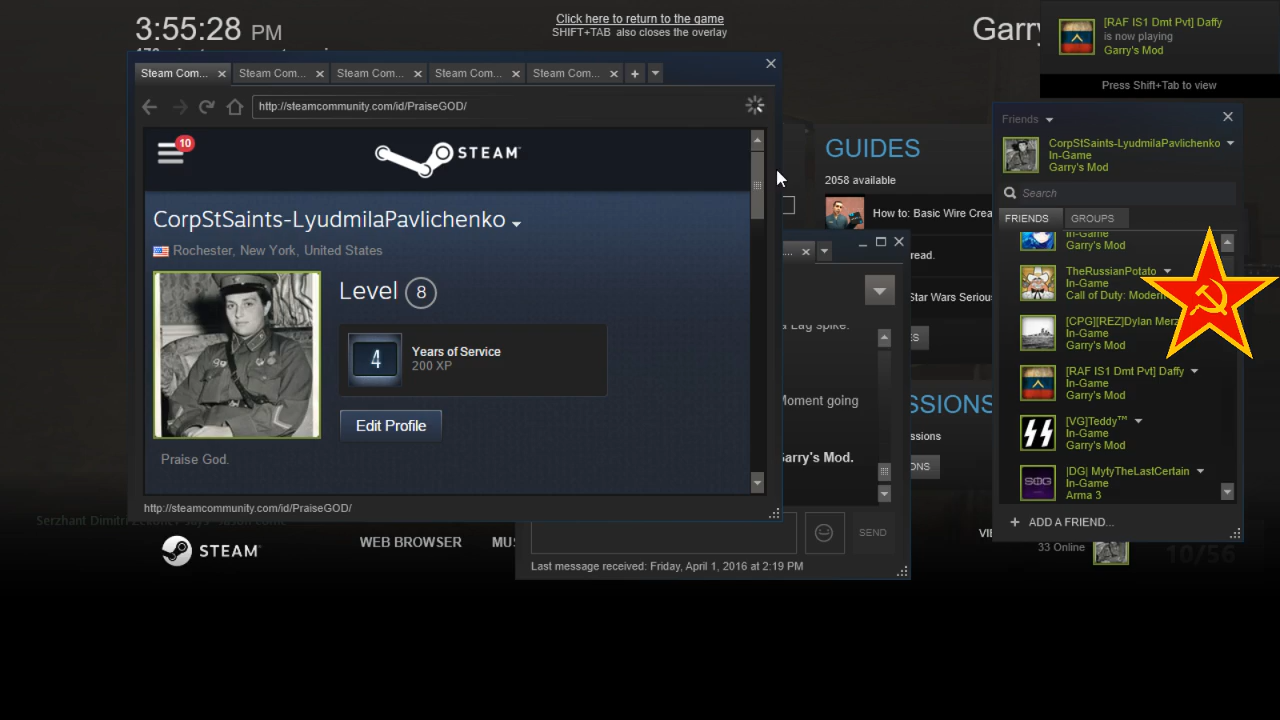 3:55:28 PM
Click here to return to the game
SHIFT+TAB also closes the overlay
Garry
[RAF IS1 Dmt Pvt] Daffy
is now playing
Garry's Mod
Press Shift+Tab to view
Steam Com...
Steam Com...
Steam Com...
Steam Com...
Steam Com...
http://steamcommunity.com/id/PraiseGOD/
10
STEAM
CorpStSaints-LyudmilaPavlichenko
Rochester, New York, United States
Level 8
4
Years of Service
200 XP
Edit Profile
Praise God.
http://steamcommunity.com/id/PraiseGOD/
GUIDES
2058 available
How to: Basic Wire Crea
read.
Star Wars Seriou
ES
a Lag spike.
Moment going
SSIONS
ssions
Garry's Mod.
ONS
SEND
Last message received: Friday, April 1, 2016 at 2:19 PM
Friends
CorpStSaints-LyudmilaPavlichenko
In-Game
Garry's Mod
Search
FRIENDS
GROUPS
In-Game
Garry's Mod
TheRussianPotato
In-Game
Call of Duty: Modern
[CPG][REZ]Dylan Merz
In-Game
Garry's Mod
[RAF IS1 Dmt Pvt] Daffy
In-Game
Garry's Mod
[VG]Teddy™
In-Game
Garry's Mod
SDG
|DG| MytyTheLastCertain
In-Game
Arma 3
+ ADD A FRIEND...
33 Online
10/56
STEAM
WEB BROWSER
MUS
VIE